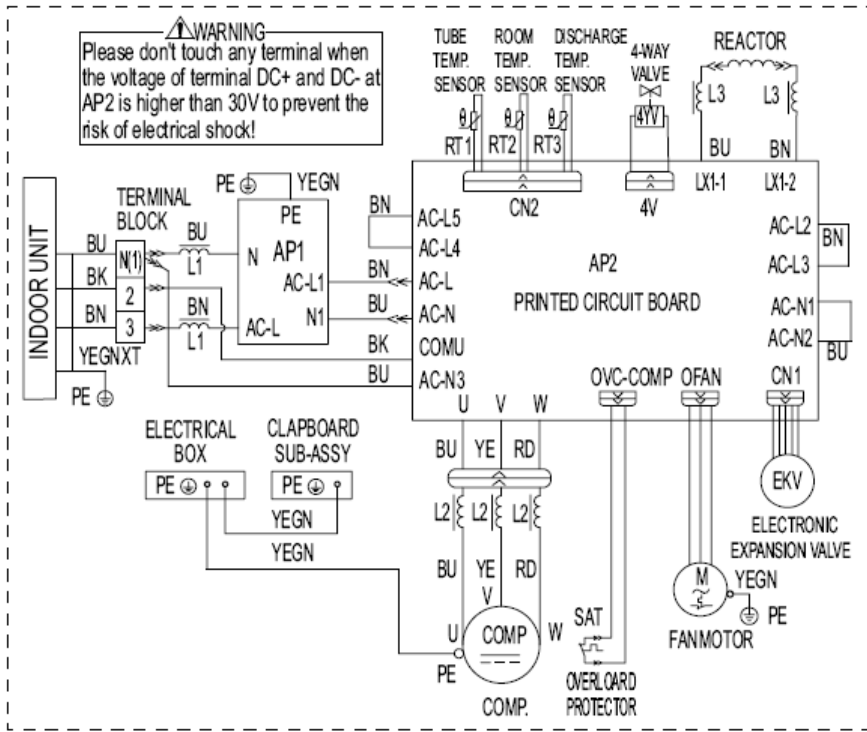 WARNING
Please don't touch any terminal when
the voltage of terminal DC+ and DC- at
AP2 is higher than 30V to prevent the
risk of electrical shock!
TUBE TEMP. SENSOR
ROOM TEMP. SENSOR
DISCHARGE TEMP. SENSOR
4-WAY VALVE
REACTOR
θ θ θ
4YV
L3 L3
RT1 RT2 RT3
BU BN
LX1-1 LX1-2
CN2 4V
INDOOR UNIT
TERMINAL BLOCK
PE YEGN
PE
BU BU
N(1)
L1
N AP1
BK
2
AC-L1
BN BN
3
L1
AC-L
N1
YEGN XT
PE
BN
AC-L5
AC-L4
BN AC-L
BU AC-N
BK COMU
BU AC-N3
AP2
PRINTED CIRCUIT BOARD
AC-L2
BN
AC-L3
AC-N1
AC-N2
BU
OVC-COMP OFAN CN1
U V W
BU YE RD
L2 L2 L2
BU YE RD
V
U COMP W
PE
COMP.
ELECTRICAL BOX
CLAPBOARD SUB-ASSY
PE PE
YEGN
YEGN
SAT
OVERLOARD PROTECTOR
M
YEGN
PE
FAN MOTOR
EKV
ELECTRONIC EXPANSION VALVE